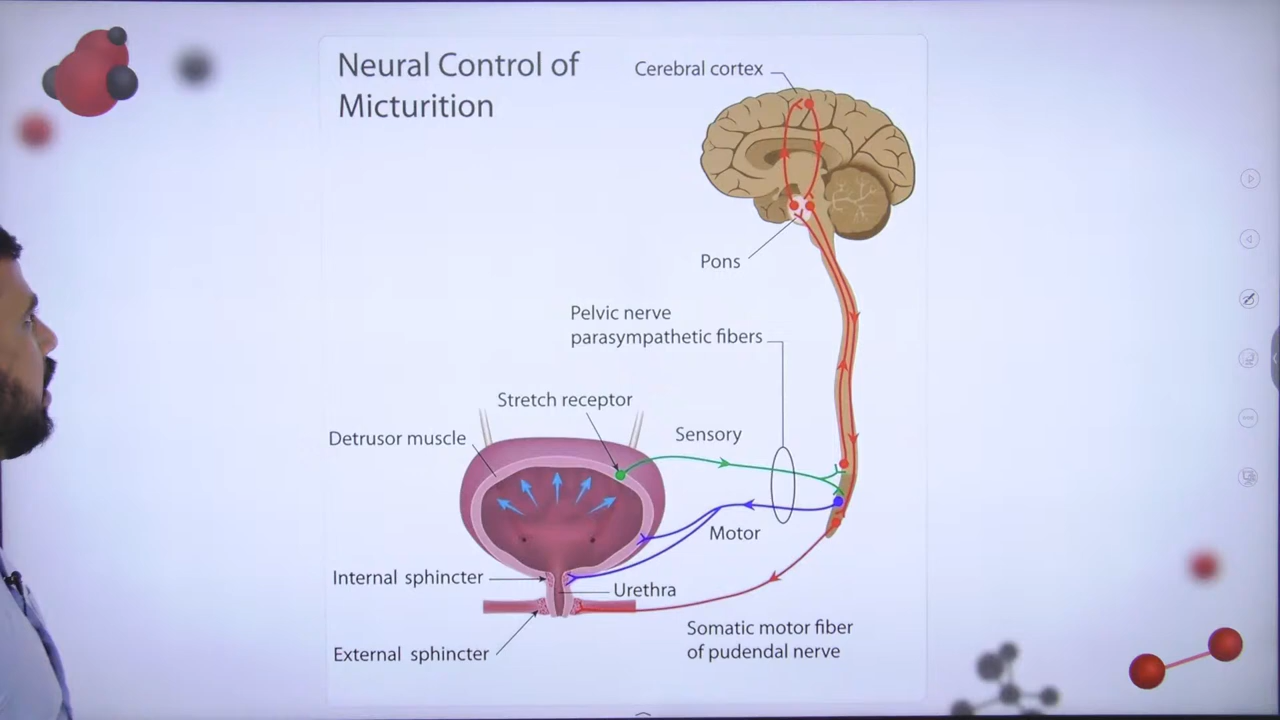 Neural Control of
Micturition
Cerebral cortex
Pons
Pelvic nerve
parasympathetic fibers
Stretch receptor
Detrusor muscle
Sensory
Motor
Internal sphincter
Urethra
External sphincter
Somatic motor fiber
of pudendal nerve